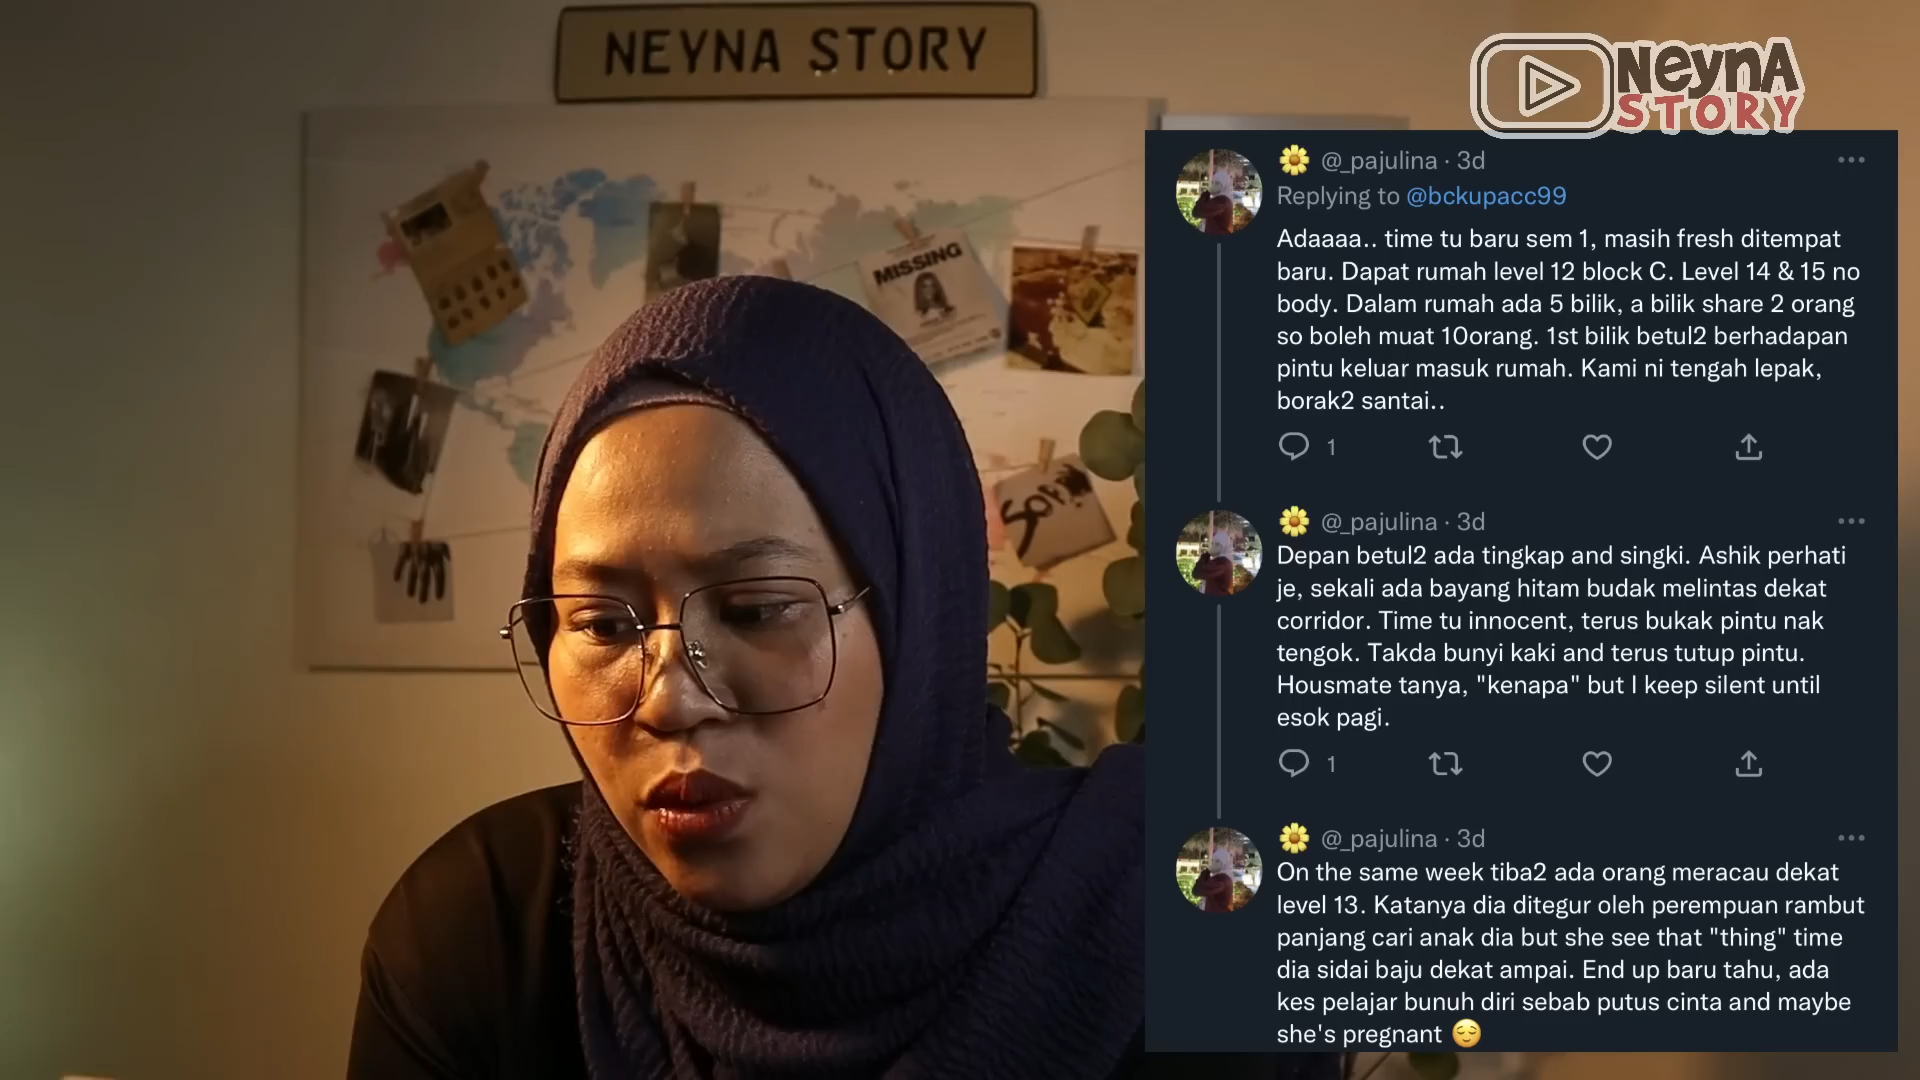 NEYNA STORY
NeynA
STORY
MISSING
Sofi
@_pajulina · 3d
Replying to @bckupacc99
Adaaaa.. time tu baru sem 1, masih fresh ditempat
baru. Dapat rumah level 12 block C. Level 14 & 15 no
body. Dalam rumah ada 5 bilik, a bilik share 2 orang
so boleh muat 10orang. 1st bilik betul2 berhadapan
pintu keluar masuk rumah. Kami ni tengah lepak,
borak2 santai..
1
@_pajulina · 3d
Depan betul2 ada tingkap and singki. Ashik perhati
je, sekali ada bayang hitam budak melintas dekat
corridor. Time tu innocent, terus bukak pintu nak
tengok. Takda bunyi kaki and terus tutup pintu.
Housmate tanya, "kenapa" but I keep silent until
esok pagi.
1
@_pajulina · 3d
On the same week tiba2 ada orang meracau dekat
level 13. Katanya dia ditegur oleh perempuan rambut
panjang cari anak dia but she see that "thing" time
dia sidai baju dekat ampai. End up baru tahu, ada
kes pelajar bunuh diri sebab putus cinta and maybe
she's pregnant 😌